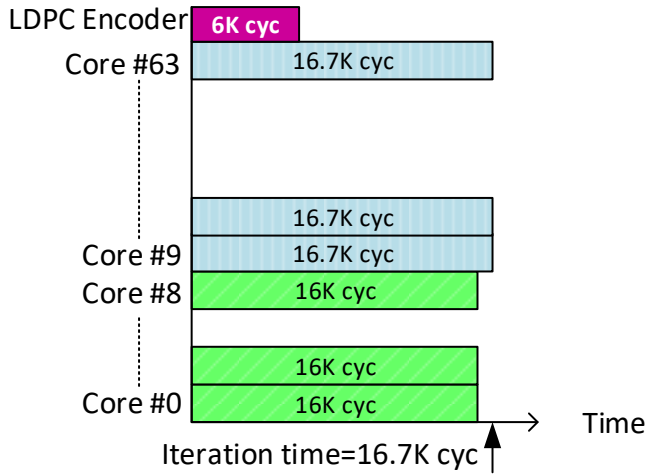 LDPC Encoder
6K cyc
Core #63
16.7K cyc
16.7K cyc
Core #9
16.7K cyc
Core #8
16K cyc
16K cyc
Core #0
16K cyc
Time
Iteration time=16.7K cyc